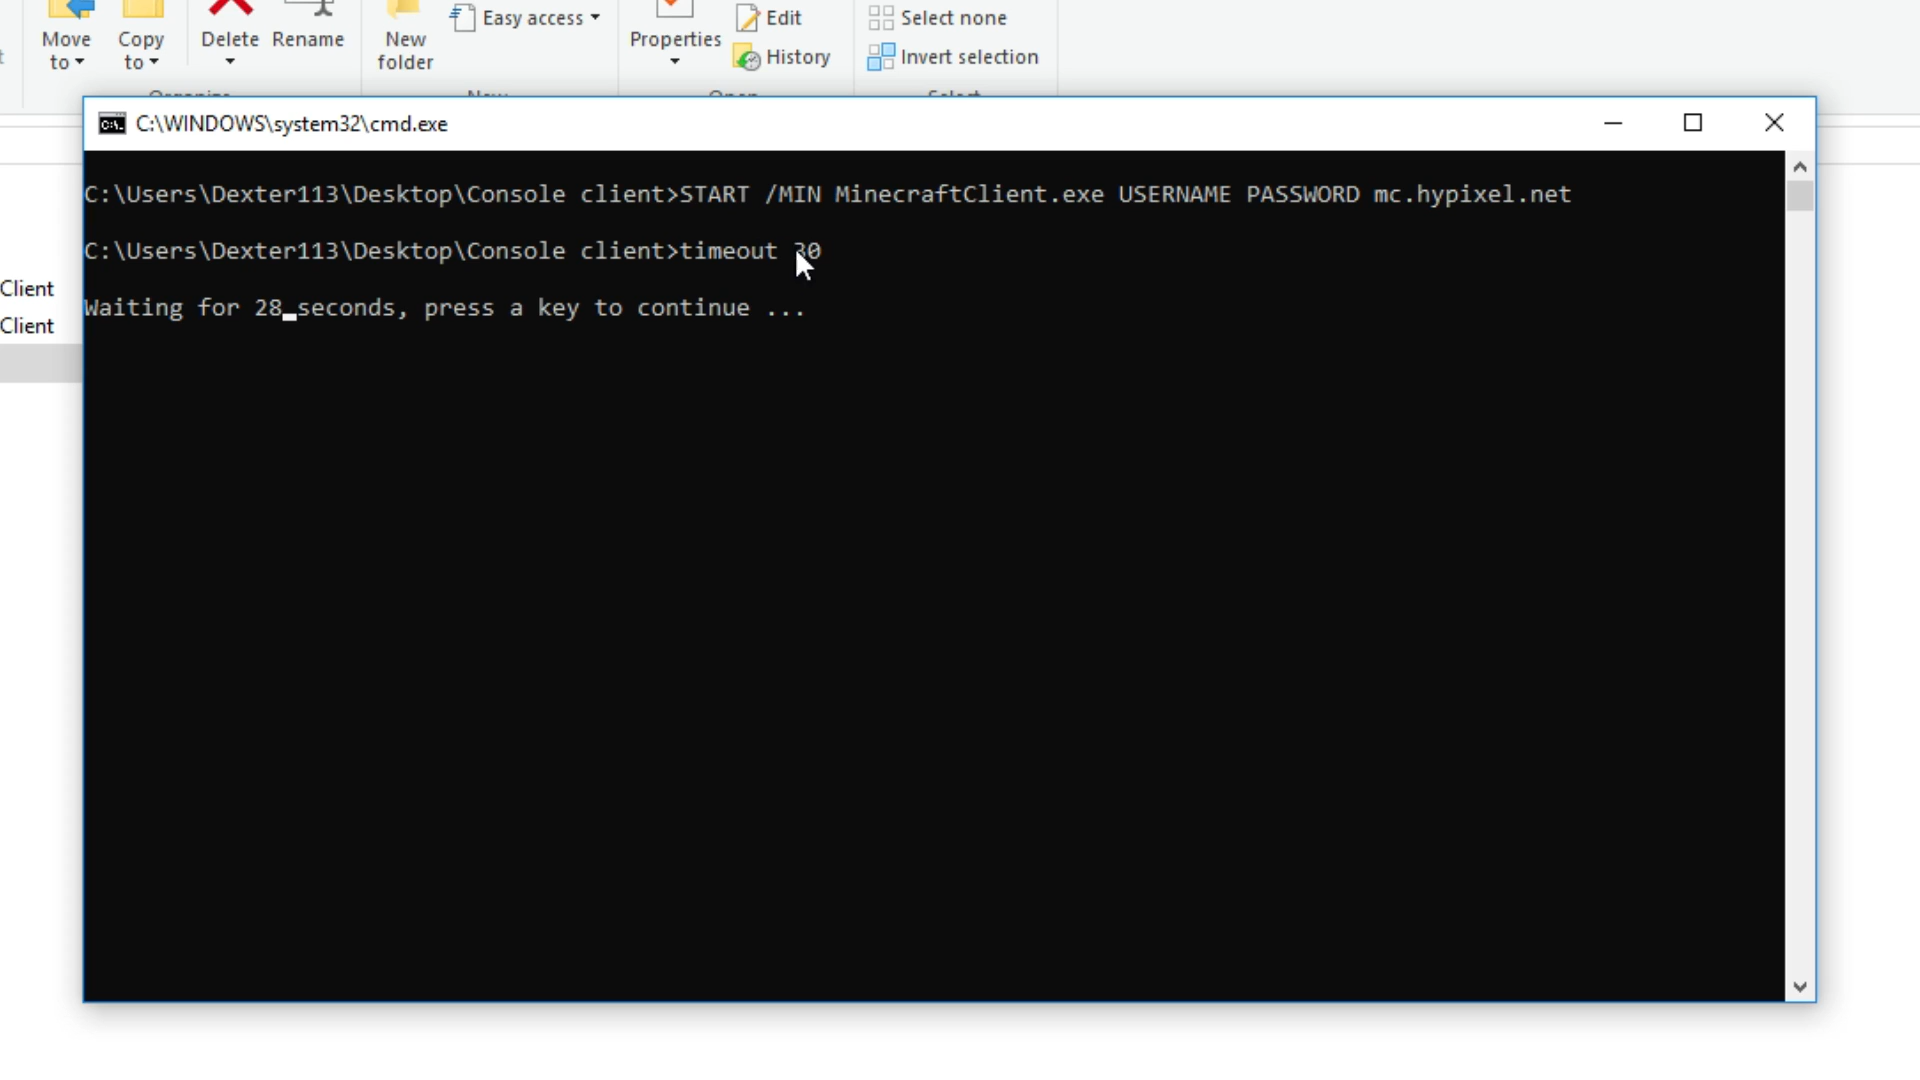 Move to
Copy to
Delete
Rename
New folder
Easy access
Properties
Edit
History
Select none
Invert selection
C:\WINDOWS\system32\cmd.exe
C:\Users\Dexter113\Desktop\Console client>START /MIN MinecraftClient.exe USERNAME PASSWORD mc.hypixel.net
C:\Users\Dexter113\Desktop\Console client>timeout 30
Waiting for 28 seconds, press a key to continue ...
Client
Client